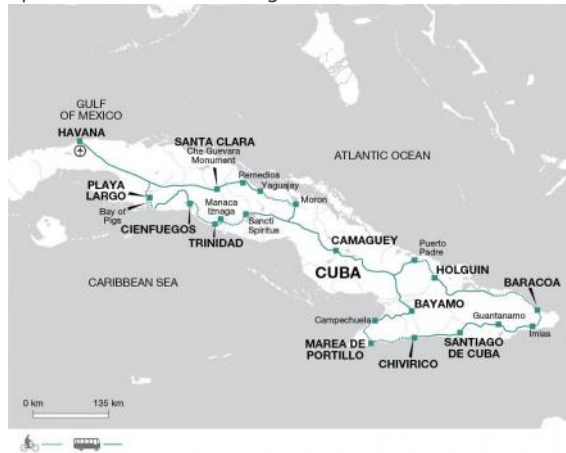 GULF
OF MEXICO
HAVANA
SANTA CLARA
Che Guevara
Monument
ATLANTIC OCEAN
Remedios
Yaguajay
PLAYA
LARGO
Manaca
Iznaga
Moron
Bay of
Pigs
CIENFUEGOS
Sancti
Spiritus
TRINIDAD
CAMAGUEY
Puerto
Padre
CUBA
HOLGUIN
CARIBBEAN SEA
BARACOA
BAYAMO
Campechuela
Guantanamo
Imias
MAREA DE
PORTILLO
SANTIAGO
DE CUBA
CHIVIRICO
0 km
135 km